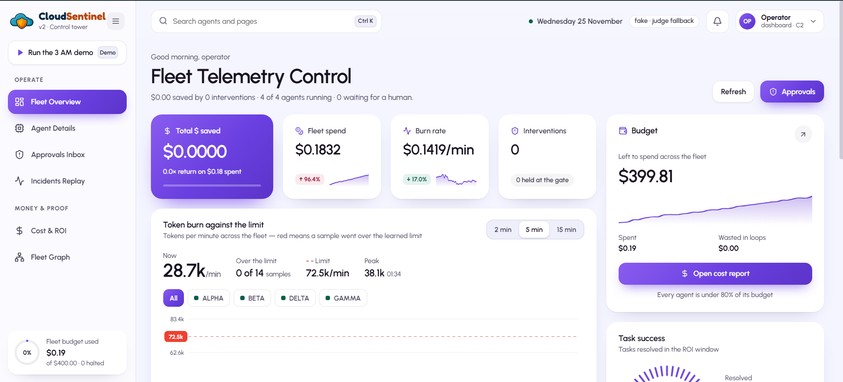 CloudSentinel
v2 · Control tower
Run the 3 AM demo Demo
OPERATE
Fleet Overview
Agent Details
Approvals Inbox
Incidents Replay
MONEY & PROOF
Cost & ROI
Fleet Graph
0%
Fleet budget used
$0.19
of $400.00 · 0 halted
Search agents and pages Ctrl K
Wednesday 25 November
fake · judge fallback
OP
Operator
dashboard · C2
Good morning, operator
Fleet Telemetry Control
$0.00 saved by 0 interventions · 4 of 4 agents running · 0 waiting for a human.
Refresh
Approvals
Total $ saved
$0.0000
0.0× return on $0.18 spent
Fleet spend
$0.1832
↑ 96.4%
Burn rate
$0.1419/min
↑ 17.0%
Interventions
0
0 held at the gate
Token burn against the limit
Tokens per minute across the fleet — red means a sample went over the learned limit
2 min 5 min 15 min
Now
28.7k/min
Over the limit
0 of 14 samples
- - Limit
72.5k/min
Peak
38.1k 01:34
All ALPHA BETA DELTA GAMMA
83.4k
72.5k
62.6k
Budget
Left to spend across the fleet
$399.81
Spent
$0.19
Wasted in loops
$0.00
Open cost report
Every agent is under 80% of its budget
Task success
Tasks resolved in the ROI window
Resolved